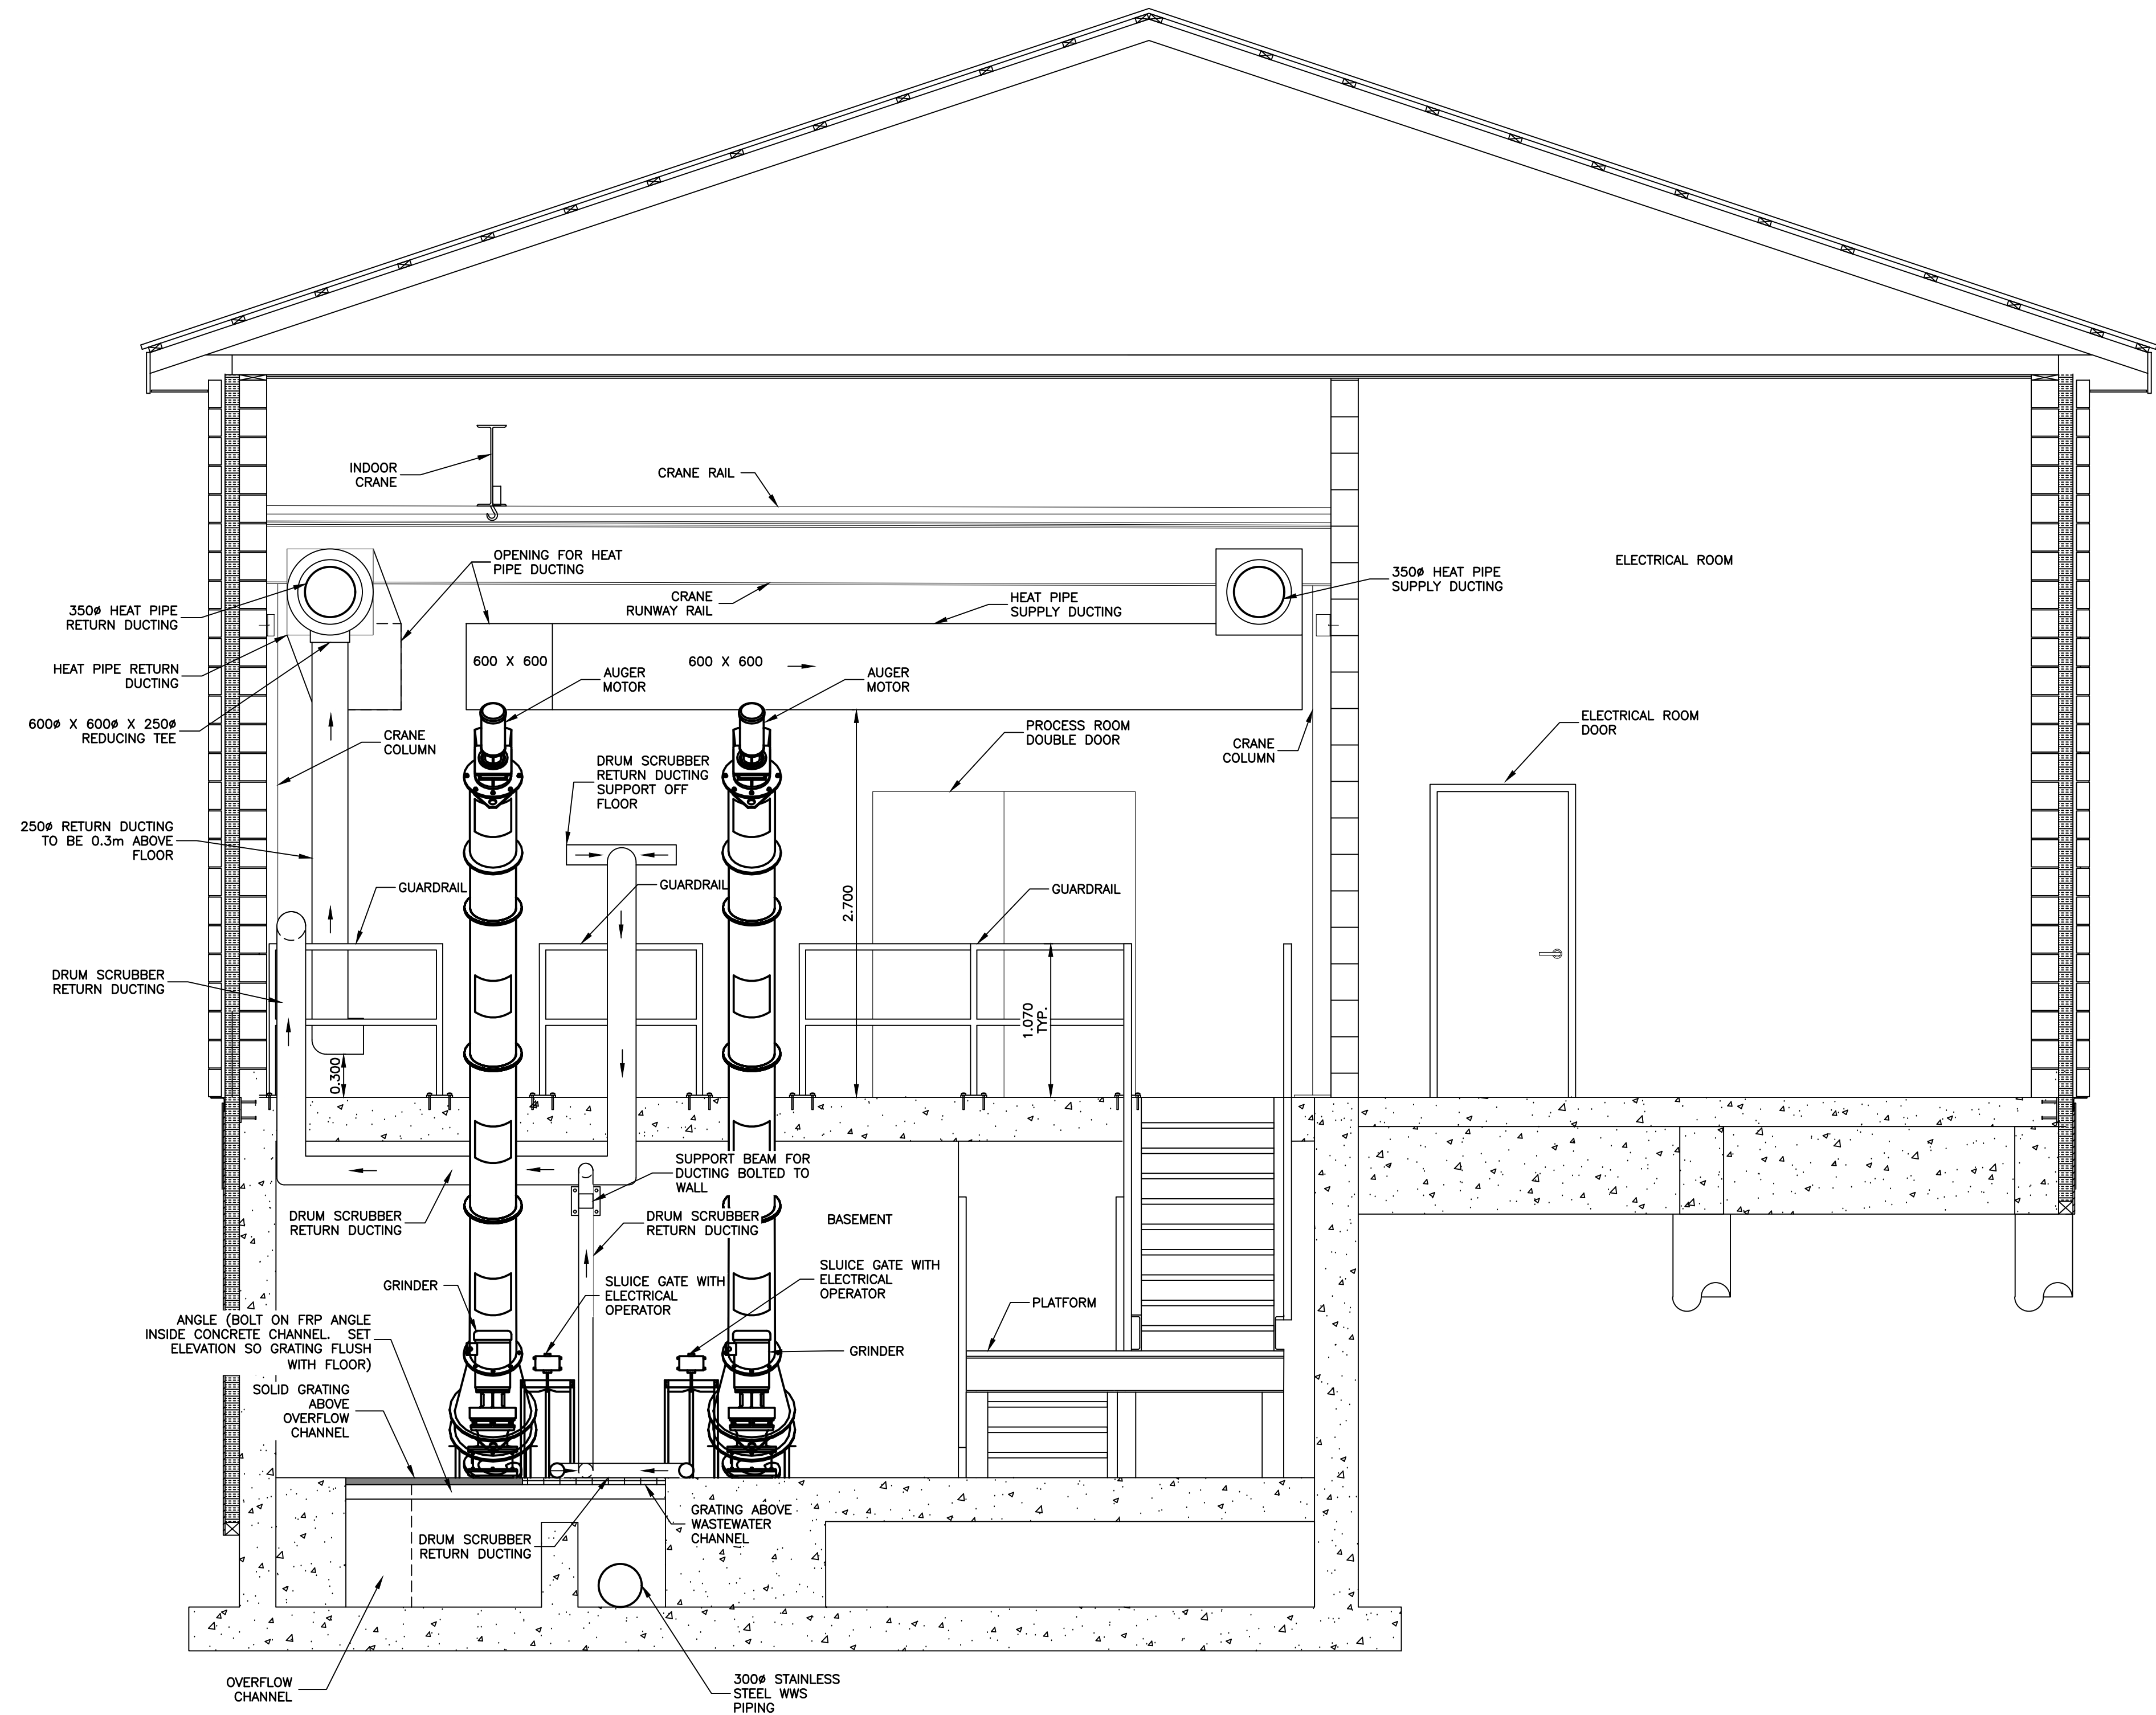 INDOOR
CRANE
CRANE RAIL
OPENING FOR HEAT
PIPE DUCTING
ELECTRICAL ROOM
350ø HEAT PIPE
SUPPLY DUCTING
350ø HEAT PIPE
RETURN DUCTING
CRANE
RUNWAY RAIL
HEAT PIPE
SUPPLY DUCTING
HEAT PIPE RETURN
DUCTING
600 X 600
600 X 600
AUGER
MOTOR
AUGER
MOTOR
600ø X 600ø X 250ø
REDUCING TEE
CRANE
COLUMN
PROCESS ROOM
DOUBLE DOOR
CRANE
COLUMN
ELECTRICAL ROOM
DOOR
DRUM SCRUBBER
RETURN DUCTING
SUPPORT OFF
FLOOR
250ø RETURN DUCTING
TO BE 0.3m ABOVE
FLOOR
GUARDRAIL
GUARDRAIL
GUARDRAIL
2.700
DRUM SCRUBBER
RETURN DUCTING
1.070
TYP.
0.300
SUPPORT BEAM FOR
DUCTING BOLTED TO
WALL
DRUM SCRUBBER
RETURN DUCTING
DRUM SCRUBBER
RETURN DUCTING
BASEMENT
GRINDER
SLUICE GATE WITH
ELECTRICAL
OPERATOR
SLUICE GATE WITH
ELECTRICAL
OPERATOR
PLATFORM
ANGLE (BOLT ON FRP ANGLE
INSIDE CONCRETE CHANNEL. SET
ELEVATION SO GRATING FLUSH
WITH FLOOR)
GRINDER
SOLID GRATING
ABOVE
OVERFLOW
CHANNEL
GRATING ABOVE
WASTEWATER
CHANNEL
DRUM SCRUBBER
RETURN DUCTING
OVERFLOW
CHANNEL
300ø STAINLESS
STEEL WWS
PIPING